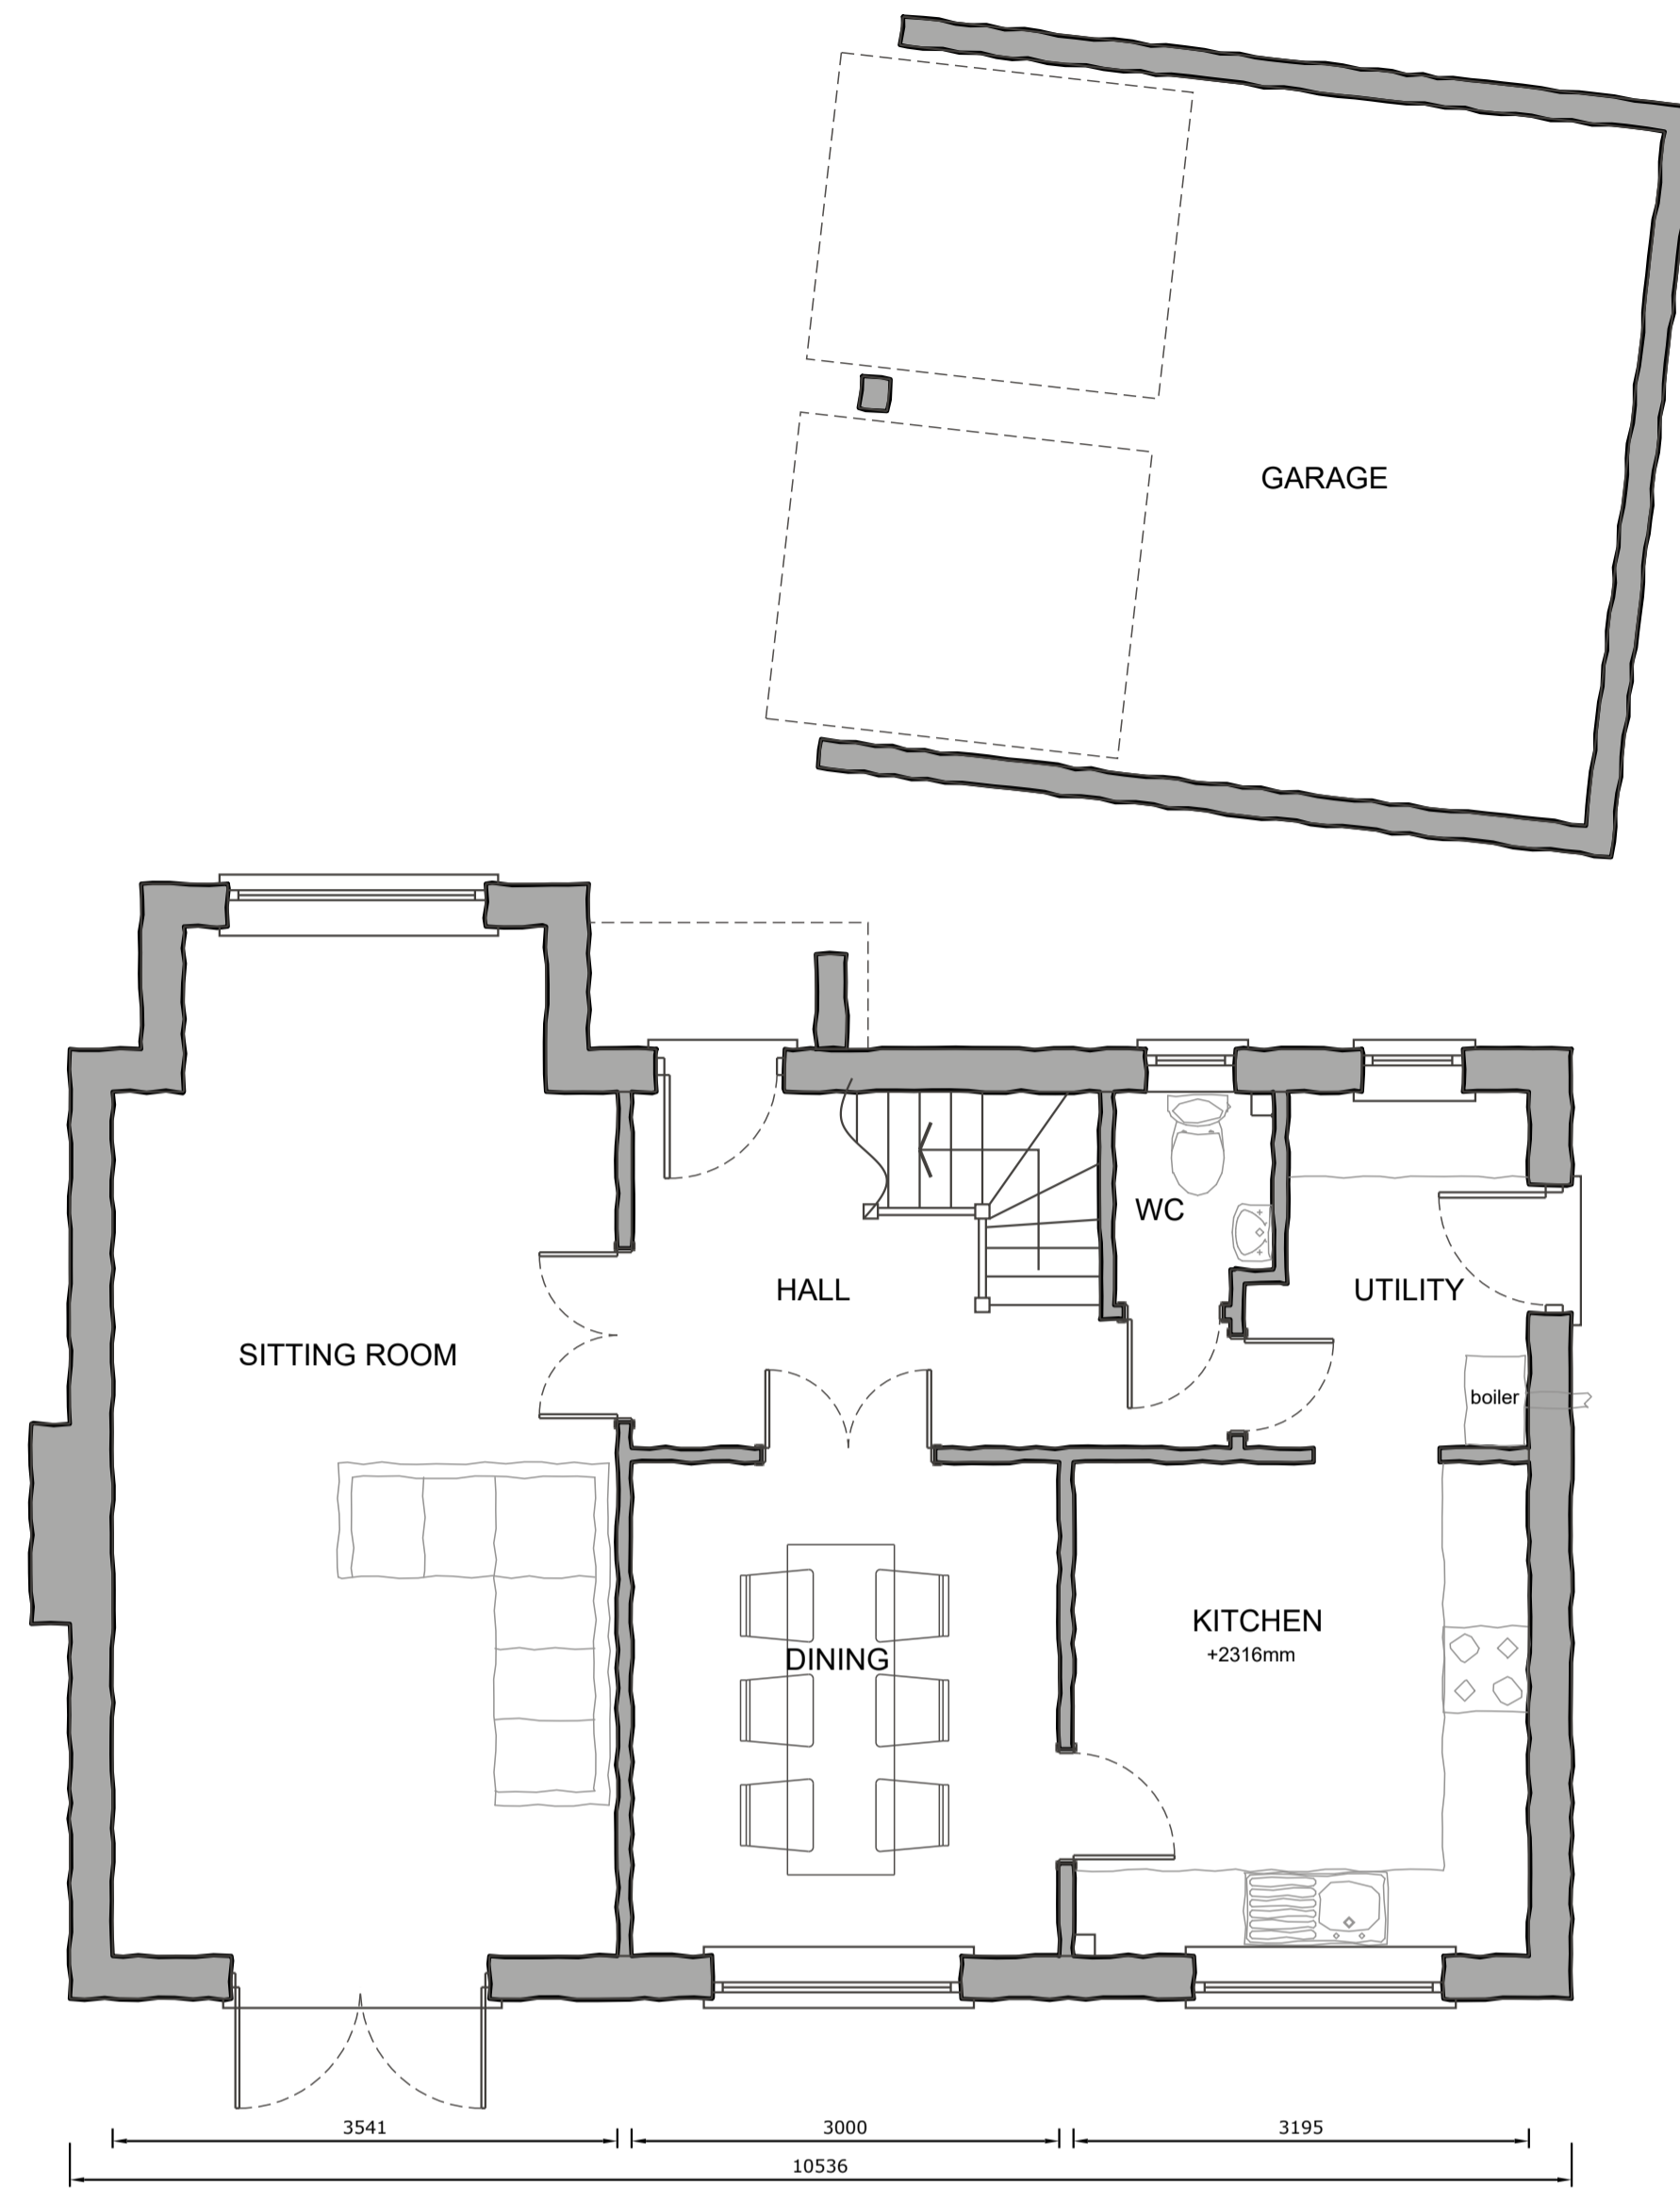 GARAGE
WC
HALL
UTILITY
SITTING ROOM
boiler
KITCHEN
+2316mm
DINING
3541
3000
3195
10536